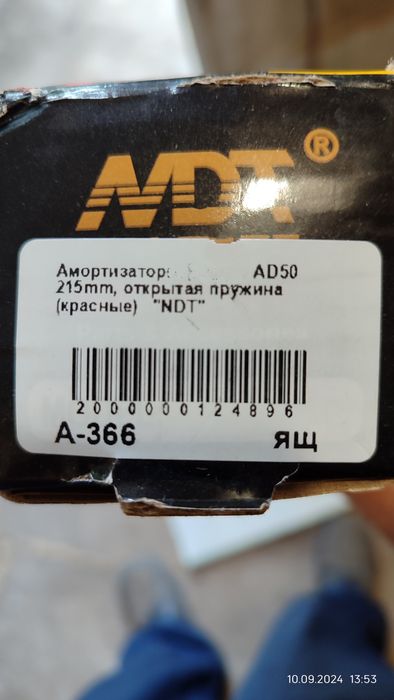 NDT®
Амортизатор AD50
215mm, открытая пружина
(красные) "NDT"
2000000124896
А-366 ЯЩ
10.09.2024 13:53